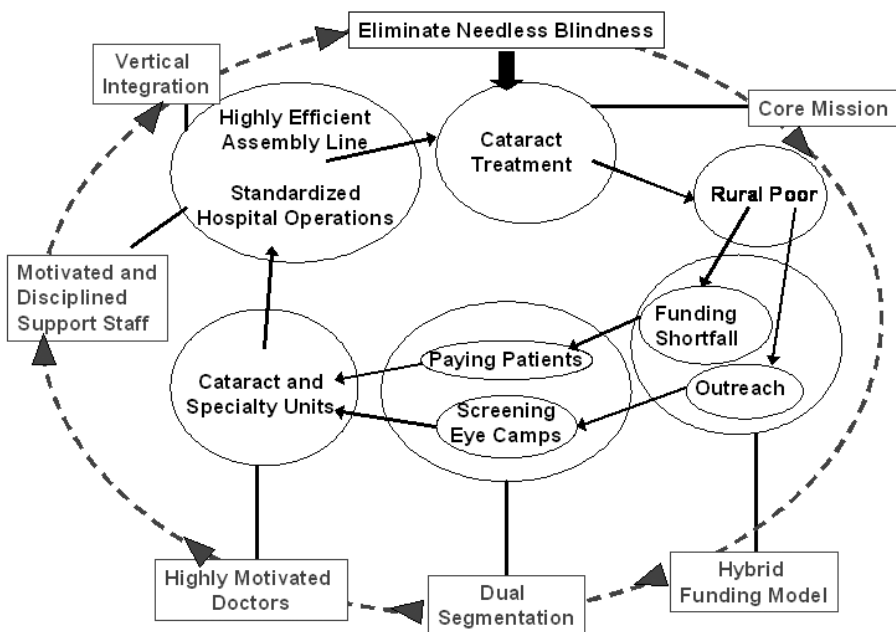 Eliminate Needless Blindness
Vertical
Integration
Highly Efficient
Assembly Line
Standardized
Hospital Operations
Cataract
Treatment
Core Mission
Rural Poor
Motivated and
Disciplined
Support Staff
Funding
Shortfall
Outreach
Paying Patients
Screening
Eye Camps
Cataract and
Specialty Units
Highly Motivated
Doctors
Dual
Segmentation
Hybrid
Funding Model